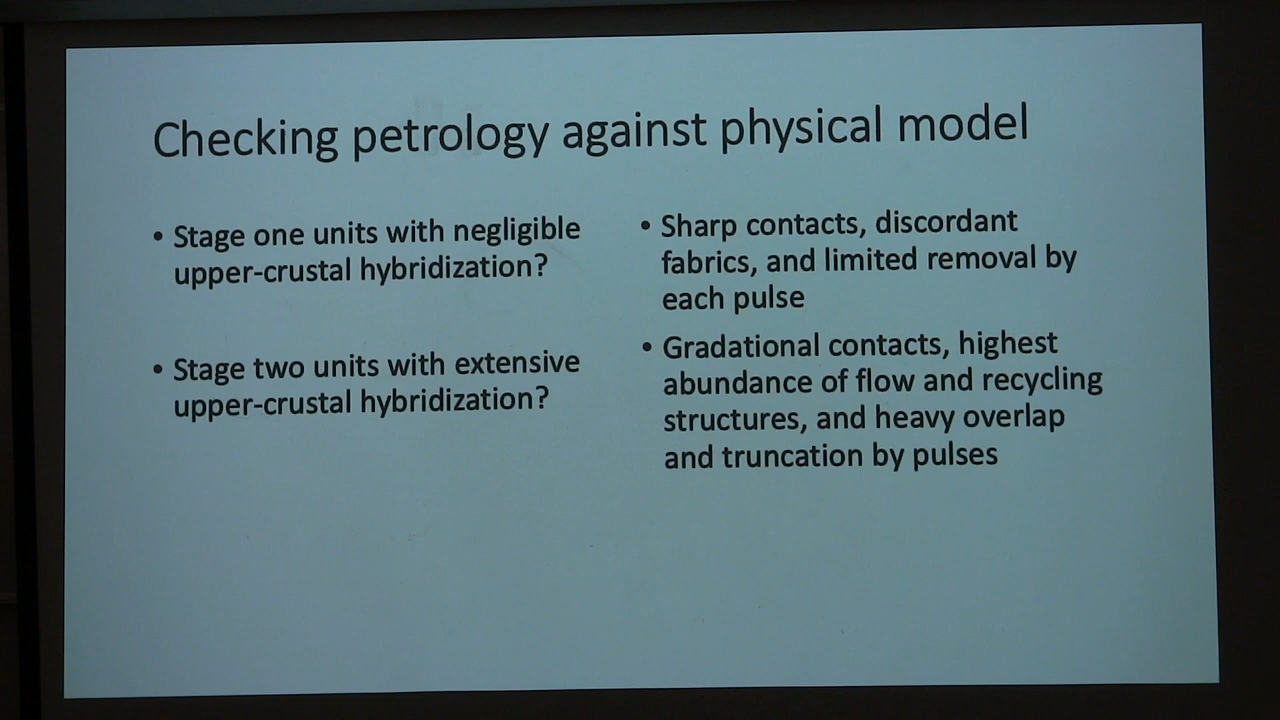 Checking petrology against physical model
• Stage one units with negligible
upper-crustal hybridization?
• Stage two units with extensive
upper-crustal hybridization?
• Sharp contacts, discordant
fabrics, and limited removal by
each pulse
• Gradational contacts, highest
abundance of flow and recycling
structures, and heavy overlap
and truncation by pulses